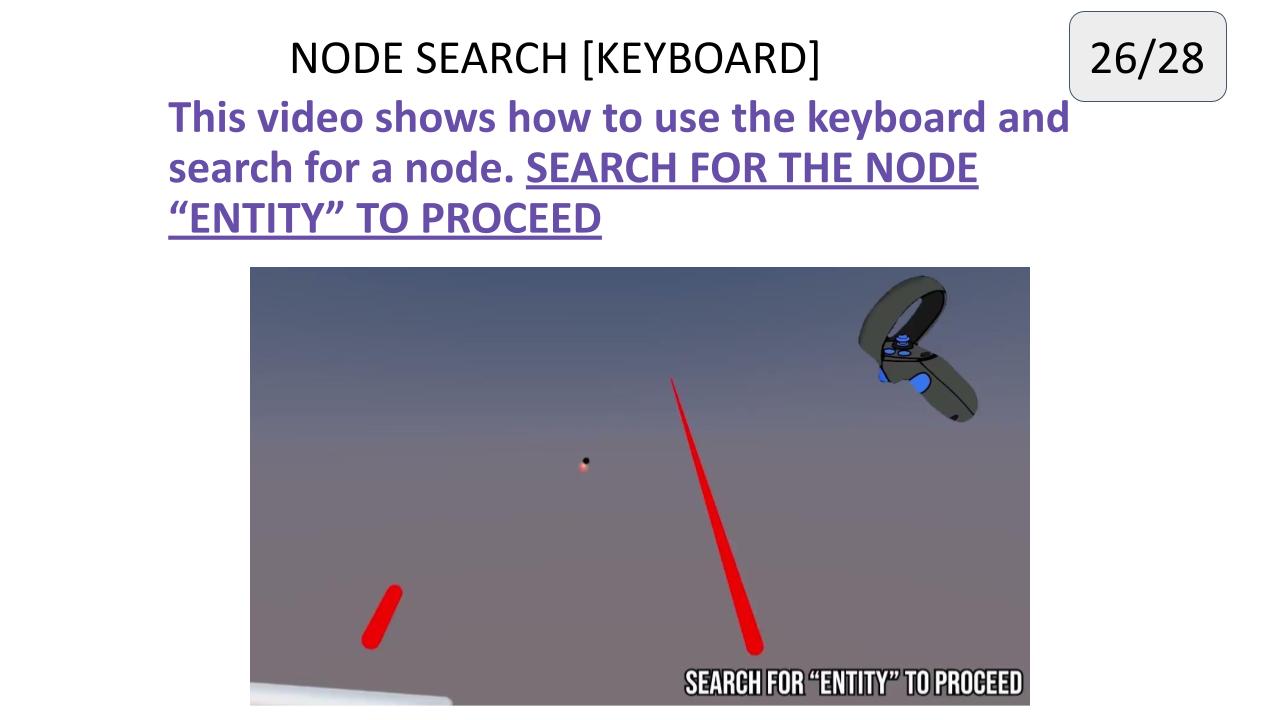 NODE SEARCH [KEYBOARD]
26/28
This video shows how to use the keyboard and
search for a node. SEARCH FOR THE NODE
“ENTITY” TO PROCEED
SEARCH FOR “ENTITY” TO PROCEED